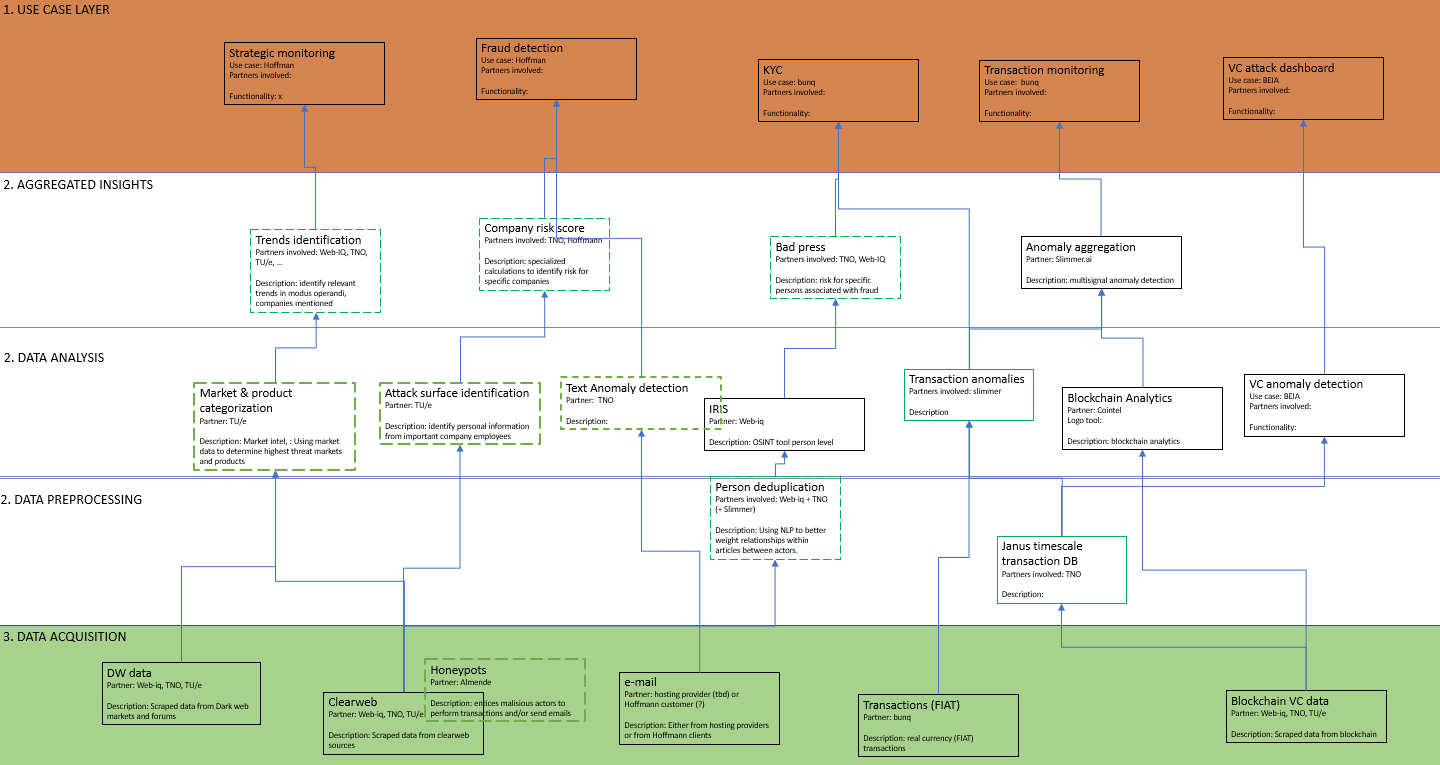 1. USE CASE LAYER
Strategic monitoring
Use case: Hoffman
Partners involved:
Functionality: x
Fraud detection
Use case: Hoffman
Partners involved:
Functionality:
KYC
Use case: bunq
Partners involved:
Functionality:
Transaction monitoring
Use case: bunq
Partners involved:
Functionality:
VC attack dashboard
Use case: BEIA
Partners involved:
Functionality:
2. AGGREGATED INSIGHTS
Trends identification
Partners involved: Web-IQ, TNO,
TU/e, ...
Description: identify relevant
trends in modus operandi,
companies mentioned
Company risk score
Partners involved: TNO, Hoffmann
Description: specialized
calculations to identify risk for
specific companies
Bad press
Partners involved: TNO, Web-IQ
Description: risk for specific
persons associated with fraud
Anomaly aggregation
Partner: Slimmer.ai
Description: multisignal anomaly detection
2. DATA ANALYSIS
Market & product
categorization
Partner: TU/e
Description: Market intel, : Using market
data to determine highest threat markets
and products
Attack surface identification
Partner: TU/e
Description: identify personal information
from important company employees
Text Anomaly detection
Partner: TNO
Description:
IRIS
Partner: Web-iq
Description: OSINT tool person level
Transaction anomalies
Partners involved: slimmer
Description
Blockchain Analytics
Partner: Cointel
Logo tool:
Description: blockchain analytics
VC anomaly detection
Use case: BEIA
Partners involved:
Functionality:
2. DATA PREPROCESSING
Person deduplication
Partners involved: Web-iq + TNO
(+ Slimmer)
Description: Using NLP to better
weight relationships within
articles between actors.
Janus timescale
transaction DB
Partners involved: TNO
Description:
3. DATA ACQUISITION
DW data
Partner: Web-iq, TNO, TU/e
Description: Scraped data from Dark web
markets and forums
Clearweb
Partner: Web-iq, TNO, TU/e
Description: Scraped data from clearweb
sources
Honeypots
Partner: Almende
Description: entices malisious actors to
perform transactions and/or send emails
e-mail
Partner: hosting provider (tbd) or
Hoffmann customer (?)
Description: Either from hosting providers
or from Hoffmann clients
Transactions (FIAT)
Partner: bunq
Description: real currency (FIAT)
transactions
Blockchain VC data
Partner: Web-iq, TNO, TU/e
Description: Scraped data from blockchain